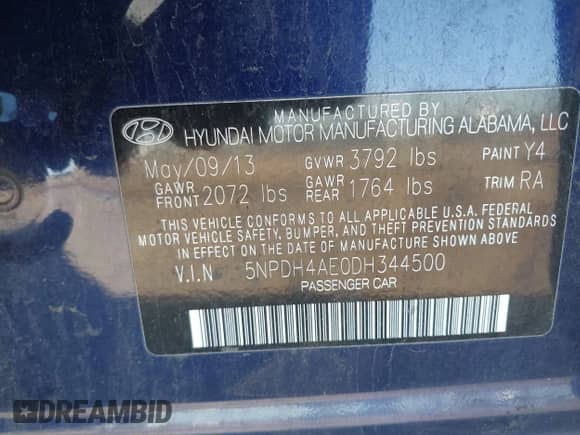 MANUFACTURED BY
HYUNDAI MOTOR MANUFACTURING ALABAMA, LLC
May/09/13 GVWR 3792 lbs PAINT Y4
GAWR FRONT 2072 lbs GAWR REAR 1764 lbs TRIM RA
THIS VEHICLE CONFORMS TO ALL APPLICABLE U.S.A. FEDERAL
MOTOR VEHICLE SAFETY, BUMPER, AND THEFT PREVENTION STANDARDS
IN EFFECT ON THE DATE OF MANUFACTURE SHOWN ABOVE.
V.I.N 5NPDH4AE0DH344500
PASSENGER CAR
DREAMBID